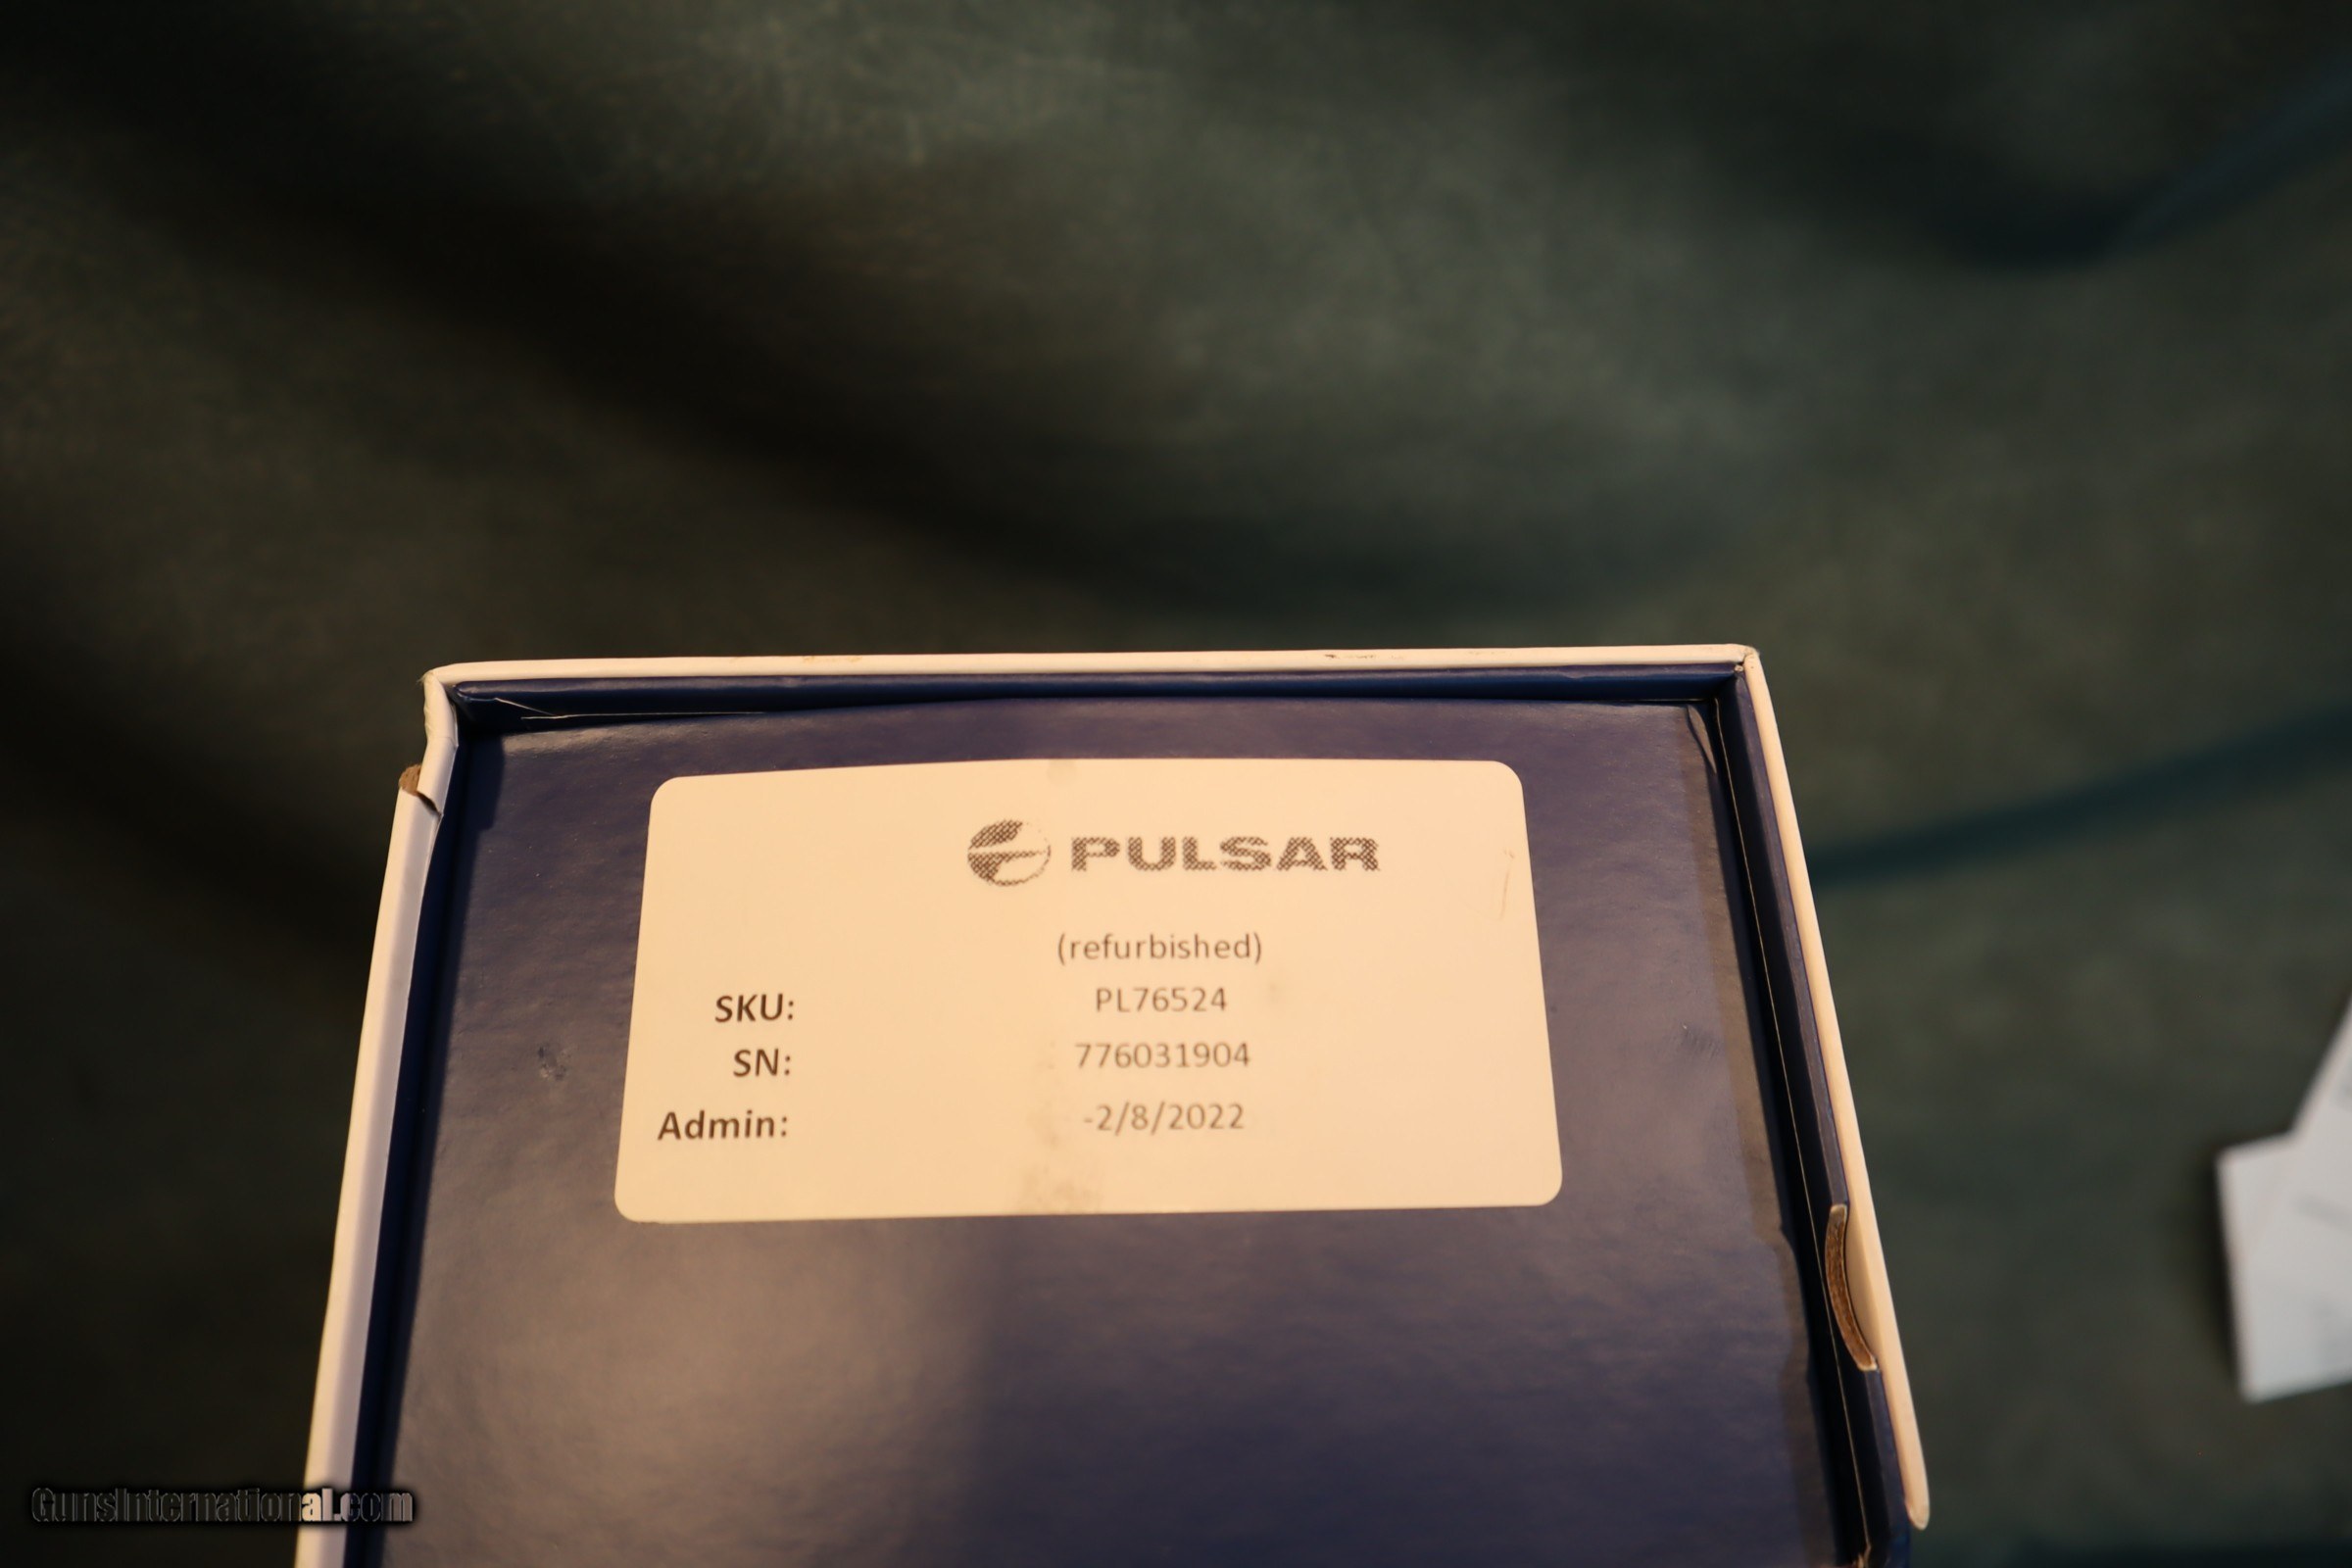 PULSAR
(refurbished)
SKU: PL76524
SN: 776031904
Admin: -2/8/2022
GunsInternational.com